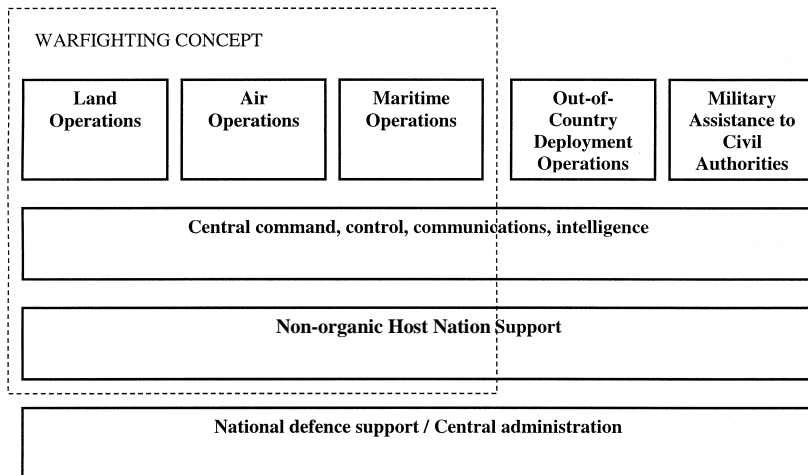 WARFIGHTING CONCEPT
Land
Operations
Air
Operations
Maritime
Operations
Out-of-
Country
Deployment
Operations
Military
Assistance to
Civil
Authorities
Central command, control, communications, intelligence
Non-organic Host Nation Support
National defence support / Central administration